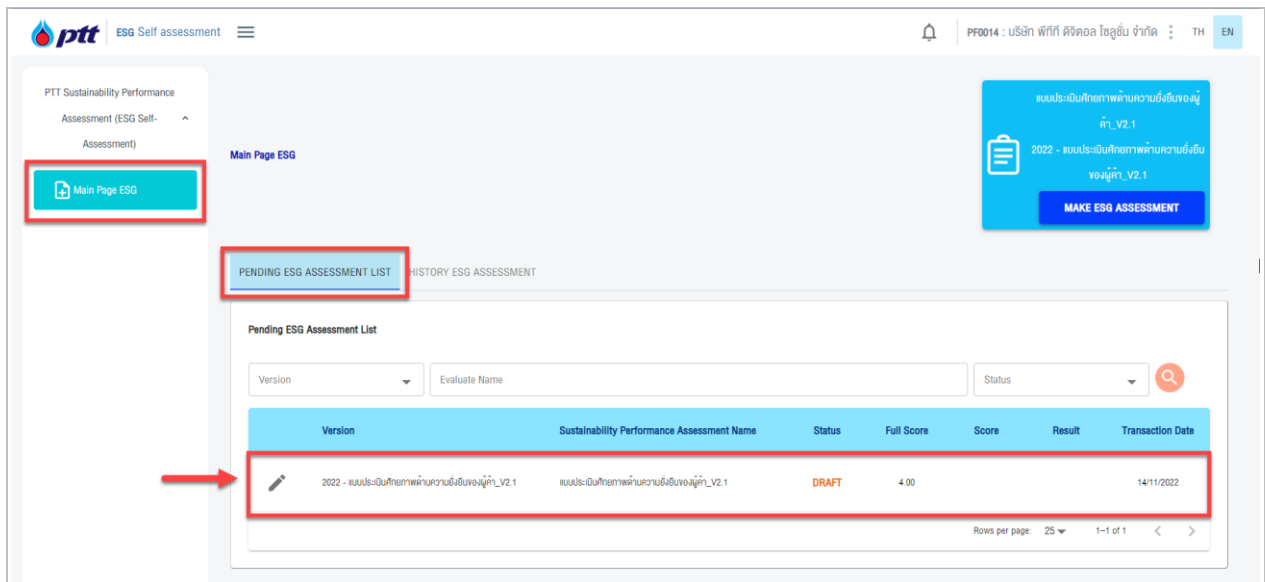 ptt ESG Self assessment
PF0014 : บริษัท พีทีที ดิจิตอล โซลูชั่น จำกัด
TH EN
PTT Sustainability Performance
Assessment (ESG Self-
Assessment)
Main Page ESG
Main Page ESG
แบบประเมินศักยภาพด้านความยั่งยืนของผู้
ค้า_V2.1
2022 - แบบประเมินศักยภาพด้านความยั่งยืน
ของผู้ค้า_V2.1
MAKE ESG ASSESSMENT
PENDING ESG ASSESSMENT LIST HISTORY ESG ASSESSMENT
Pending ESG Assessment List
Version Evaluate Name Status
Version Sustainability Performance Assessment Name Status Full Score Score Result Transaction Date
2022 - แบบประเมินศักยภาพด้านความยั่งยืนของผู้ค้า_V2.1 แบบประเมินศักยภาพด้านความยั่งยืนของผู้ค้า_V2.1 DRAFT 4.00 14/11/2022
Rows per page: 25 1–1 of 1